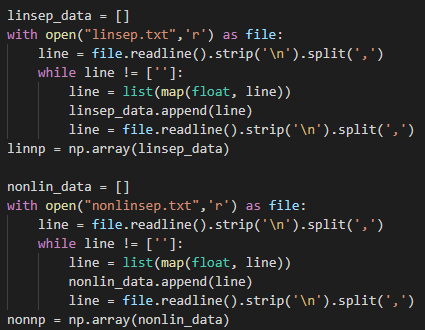 linsep_data = []
with open("linsep.txt",'r') as file:
    line = file.readline().strip('\n').split(',')
    while line != ['']:
        line = list(map(float, line))
        linsep_data.append(line)
        line = file.readline().strip('\n').split(',')
linnp = np.array(linsep_data)

nonlin_data = []
with open("nonlinsep.txt",'r') as file:
    line = file.readline().strip('\n').split(',')
    while line != ['']:
        line = list(map(float, line))
        nonlin_data.append(line)
        line = file.readline().strip('\n').split(',')
nonnp = np.array(nonlin_data)